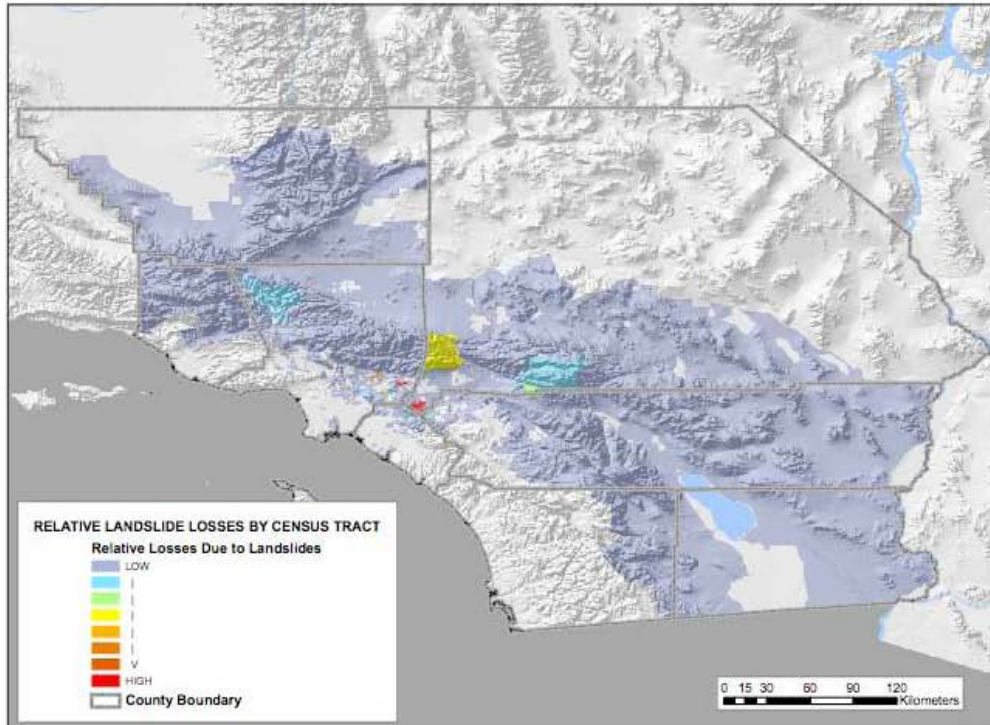 RELATIVE LANDSLIDE LOSSES BY CENSUS TRACT
Relative Losses Due to Landslides
LOW
V
HIGH
County Boundary
0 15 30 60 90 120
Kilometers